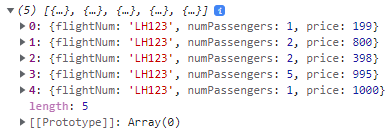 (5) [{…}, {…}, {…}, {…}, {…}] i
0: {flightNum: 'LH123', numPassengers: 1, price: 199}
1: {flightNum: 'LH123', numPassengers: 2, price: 800}
2: {flightNum: 'LH123', numPassengers: 2, price: 398}
3: {flightNum: 'LH123', numPassengers: 5, price: 995}
4: {flightNum: 'LH123', numPassengers: 1, price: 1000}
length: 5
[[Prototype]]: Array(0)